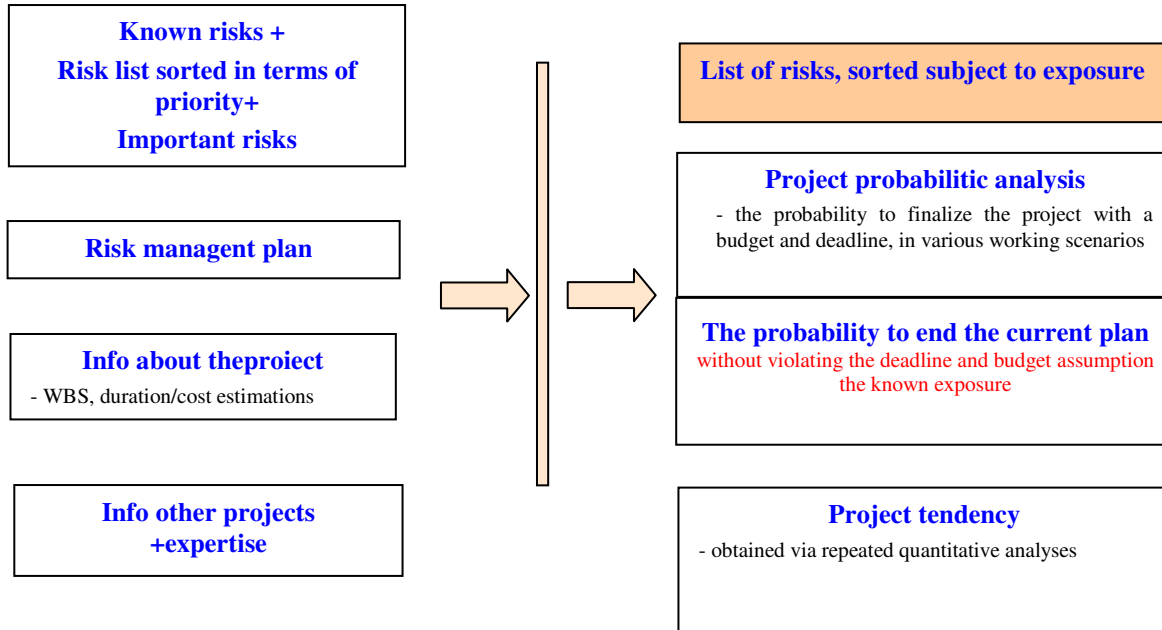 Known risks +
Risk list sorted in terms of
priority+
Important risks
Risk managent plan
Info about theproiect
- WBS, duration/cost estimations
Info other projects
+expertise
List of risks, sorted subject to exposure
Project probabilitic analysis
- the probability to finalize the project with a
budget and deadline, in various working scenarios
The probability to end the current plan
without violating the deadline and budget assumption
the known exposure
Project tendency
- obtained via repeated quantitative analyses